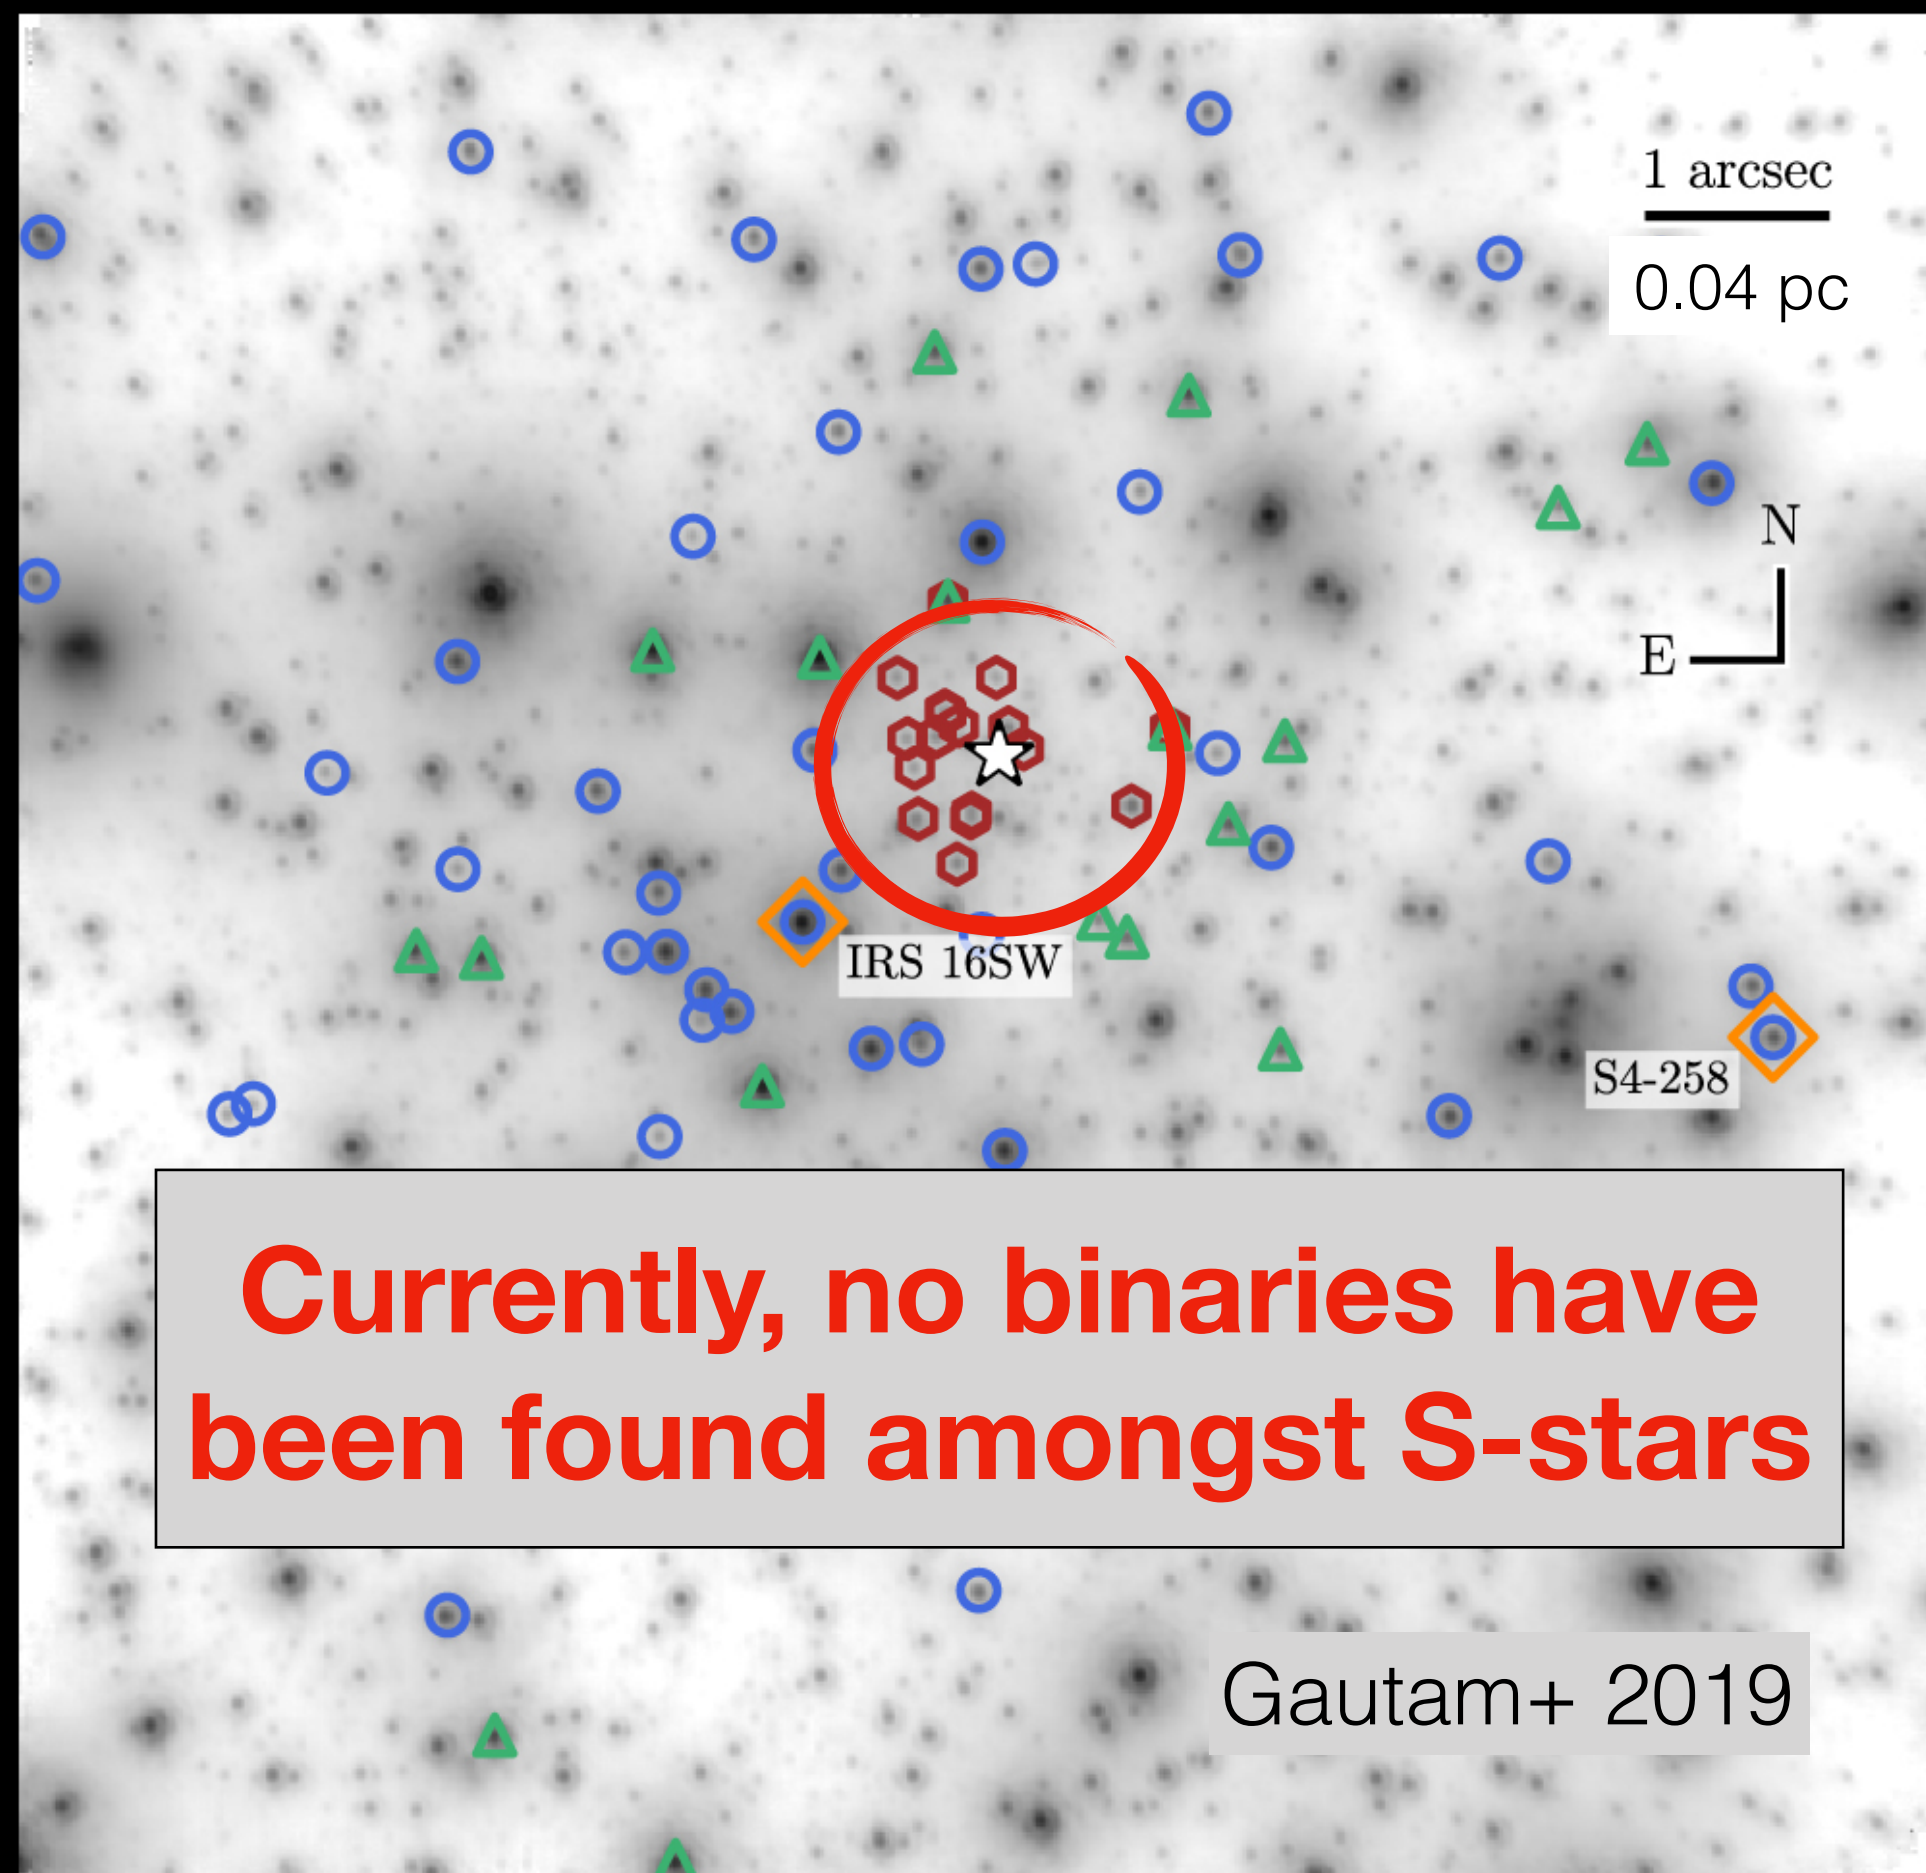 1 arcsec
0.04 pc
N
E
IRS 16SW
S4-258
Currently, no binaries have
been found amongst S-stars
Gautam+ 2019